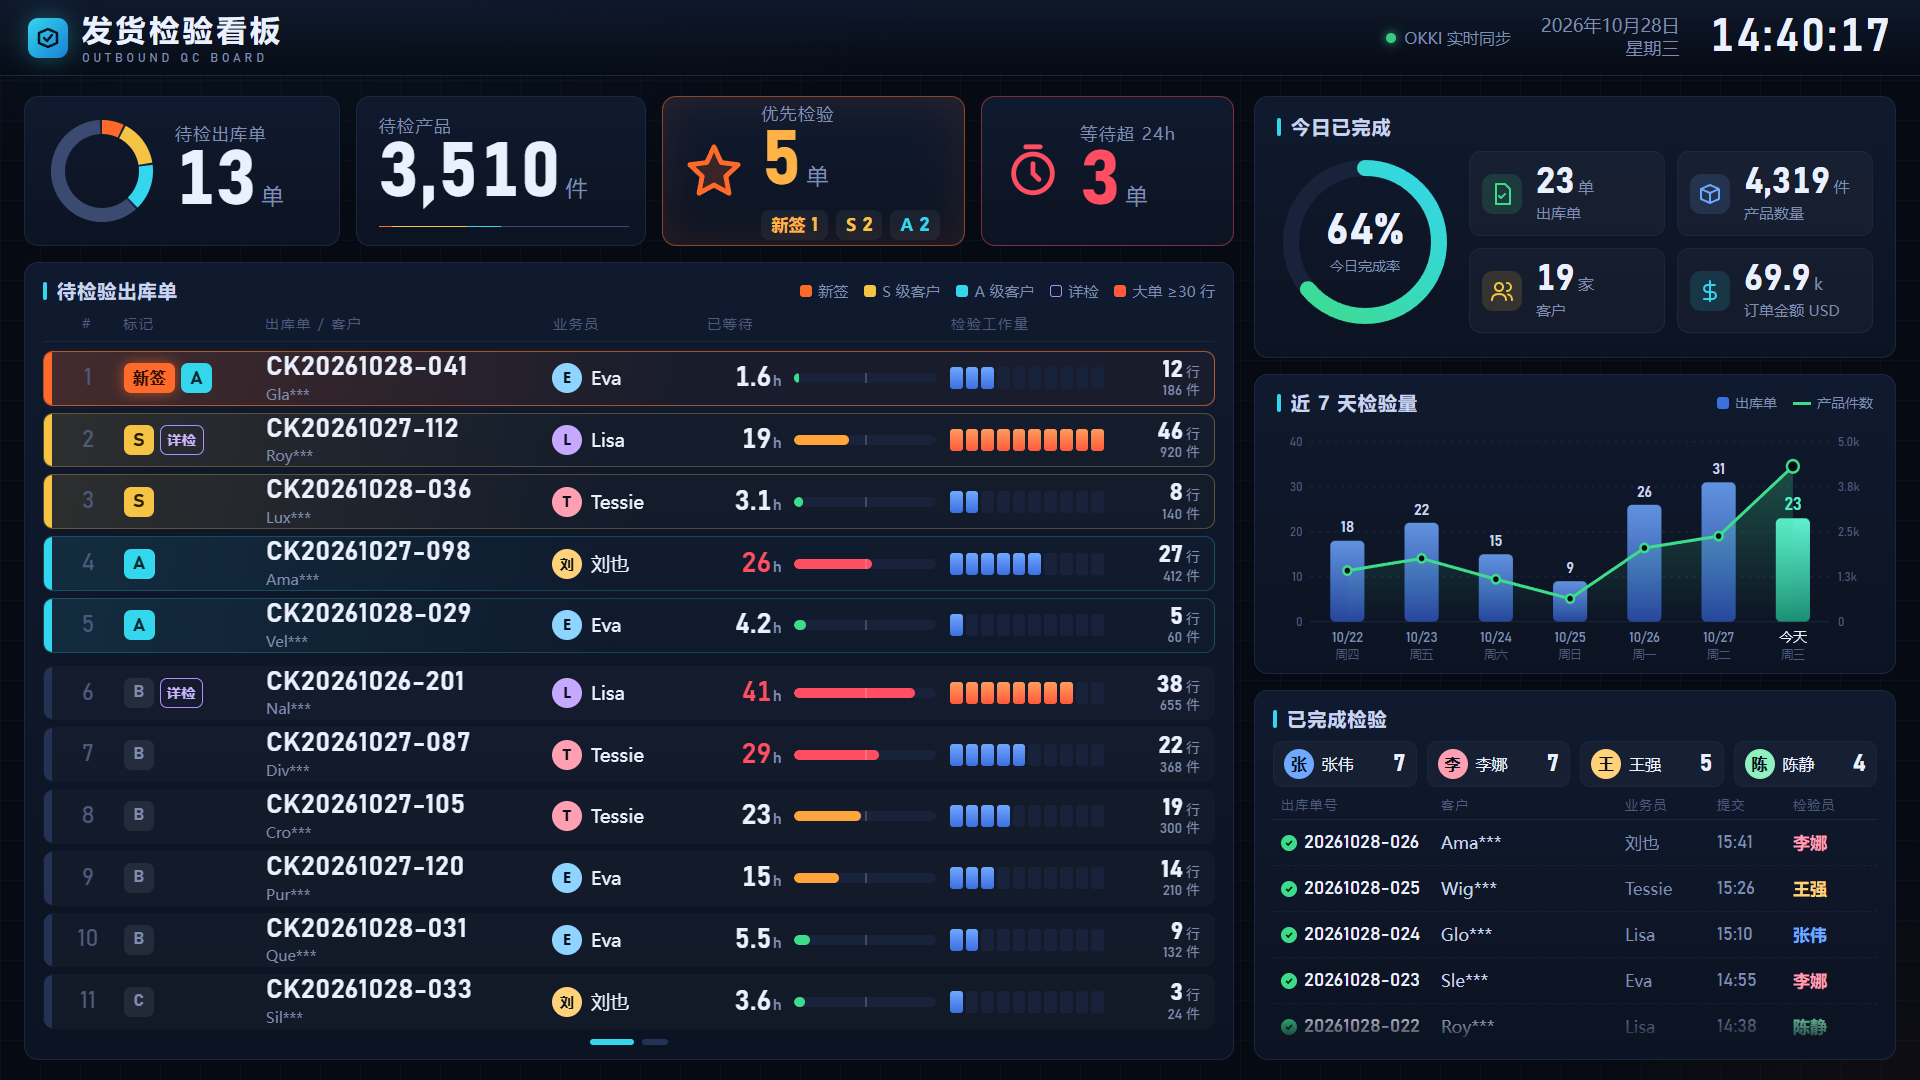 发货检验看板
OUTBOUND QC BOARD
OKKI 实时同步
2026年10月28日
星期三
14:40:17
待检出库单
13 单
待检产品
3,510 件
优先检验
5 单
新签 1 S 2 A 2
等待超 24h
3 单
待检验出库单
新签 S 级客户 A 级客户 详检 大单 ≥30 行
# 标记 出库单 / 客户 业务员 已等待 检验工作量
1 新签 A CK20261028-041 E Eva 1.6h 12 行
Gla*** 186 件
2 S 详检 CK20261027-112 L Lisa 19h 46 行
Roy*** 920 件
3 S CK20261028-036 T Tessie 3.1h 8 行
Lux*** 140 件
4 A CK20261027-098 刘 刘也 26h 27 行
Ama*** 412 件
5 A CK20261028-029 E Eva 4.2h 5 行
Vel*** 60 件
6 B 详检 CK20261026-201 L Lisa 41h 38 行
Nal*** 655 件
7 B CK20261027-087 T Tessie 29h 22 行
Div*** 368 件
8 B CK20261027-105 T Tessie 23h 19 行
Cro*** 300 件
9 B CK20261027-120 E Eva 15h 14 行
Pur*** 210 件
10 B CK20261028-031 E Eva 5.5h 9 行
Que*** 132 件
11 C CK20261028-033 刘 刘也 3.6h 3 行
Sil*** 24 件
今日已完成
64%
今日完成率
23 单
出库单
4,319 件
产品数量
19 家
客户
69.9 k
订单金额 USD
近 7 天检验量
出库单 产品件数
40 5.0k
30 3.8k
20 2.5k
10 1.3k
0 0
18 22 15 9 26 31 23
10/22 10/23 10/24 10/25 10/26 10/27 今天
周四 周五 周六 周日 周一 周二 周三
已完成检验
张 张伟 7 李 李娜 7 王 王强 5 陈 陈静 4
出库单号 客户 业务员 提交 检验员
20261028-026 Ama*** 刘也 15:41 李娜
20261028-025 Wig*** Tessie 15:26 王强
20261028-024 Glo*** Lisa 15:10 张伟
20261028-023 Sle*** Eva 14:55 李娜
20261028-022 Roy*** Lisa 14:38 陈静